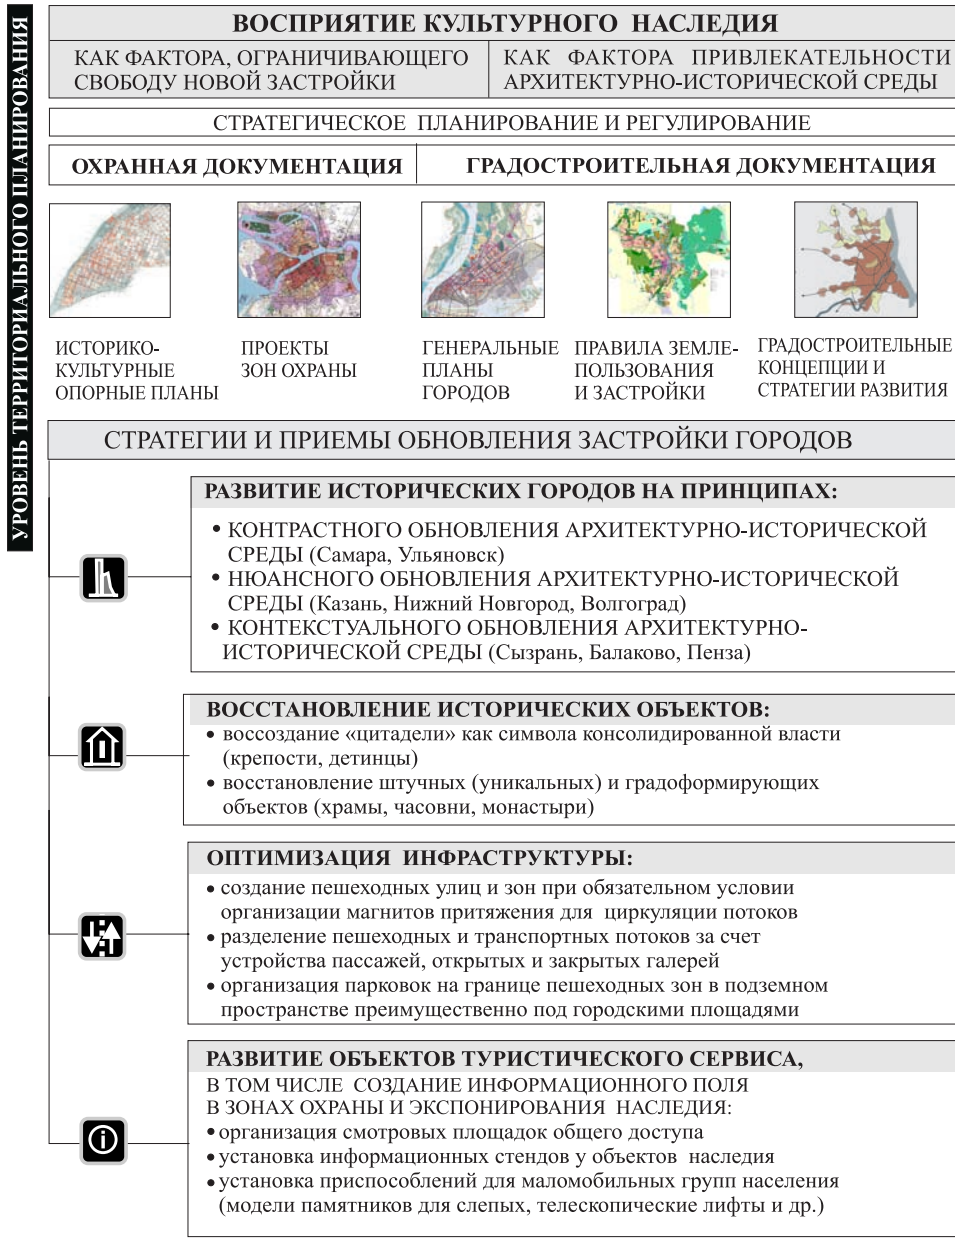 УРОВЕНЬ ТЕРРИТОРИАЛЬНОГО ПЛАНИРОВАНИЯ
ВОСПРИЯТИЕ КУЛЬТУРНОГО НАСЛЕДИЯ
КАК ФАКТОРА, ОГРАНИЧИВАЮЩЕГО
СВОБОДУ НОВОЙ ЗАСТРОЙКИ
КАК ФАКТОРА ПРИВЛЕКАТЕЛЬНОСТИ
АРХИТЕКТУРНО-ИСТОРИЧЕСКОЙ СРЕДЫ
СТРАТЕГИЧЕСКОЕ ПЛАНИРОВАНИЕ И РЕГУЛИРОВАНИЕ
ОХРАННАЯ ДОКУМЕНТАЦИЯ
ГРАДОСТРОИТЕЛЬНАЯ ДОКУМЕНТАЦИЯ
ИСТОРИКО-
КУЛЬТУРНЫЕ
ОПОРНЫЕ ПЛАНЫ
ПРОЕКТЫ
ЗОН ОХРАНЫ
ГЕНЕРАЛЬНЫЕ
ПЛАНЫ
ГОРОДОВ
ПРАВИЛА ЗЕМЛЕ-
ПОЛЬЗОВАНИЯ
И ЗАСТРОЙКИ
ГРАДОСТРОИТЕЛЬНЫЕ
КОНЦЕПЦИИ И
СТРАТЕГИИ РАЗВИТИЯ
СТРАТЕГИИ И ПРИЕМЫ ОБНОВЛЕНИЯ ЗАСТРОЙКИ ГОРОДОВ
РАЗВИТИЕ ИСТОРИЧЕСКИХ ГОРОДОВ НА ПРИНЦИПАХ:
• КОНТРАСТНОГО ОБНОВЛЕНИЯ АРХИТЕКТУРНО-ИСТОРИЧЕСКОЙ
СРЕДЫ (Самара, Ульяновск)
• НЮАНСНОГО ОБНОВЛЕНИЯ АРХИТЕКТУРНО-ИСТОРИЧЕСКОЙ
СРЕДЫ (Казань, Нижний Новгород, Волгоград)
• КОНТЕКСТУАЛЬНОГО ОБНОВЛЕНИЯ АРХИТЕКТУРНО-
ИСТОРИЧЕСКОЙ СРЕДЫ (Сызрань, Балаково, Пенза)
ВОССТАНОВЛЕНИЕ ИСТОРИЧЕСКИХ ОБЪЕКТОВ:
• воссоздание «цитадели» как символа консолидированной власти
(крепости, детинцы)
• восстановление штучных (уникальных) и градоформирующих
объектов (храмы, часовни, монастыри)
ОПТИМИЗАЦИЯ ИНФРАСТРУКТУРЫ:
• создание пешеходных улиц и зон при обязательном условии
организации магнитов притяжения для циркуляции потоков
• разделение пешеходных и транспортных потоков за счет
устройства пассажей, открытых и закрытых галерей
• организация парковок на границе пешеходных зон в подземном
пространстве преимущественно под городскими площадями
РАЗВИТИЕ ОБЪЕКТОВ ТУРИСТИЧЕСКОГО СЕРВИСА,
В ТОМ ЧИСЛЕ СОЗДАНИЕ ИНФОРМАЦИОННОГО ПОЛЯ
В ЗОНАХ ОХРАНЫ И ЭКСПОНИРОВАНИЯ НАСЛЕДИЯ:
• организация смотровых площадок общего доступа
• установка информационных стендов у объектов наследия
• установка приспособлений для маломобильных групп населения
(модели памятников для слепых, телескопические лифты и др.)